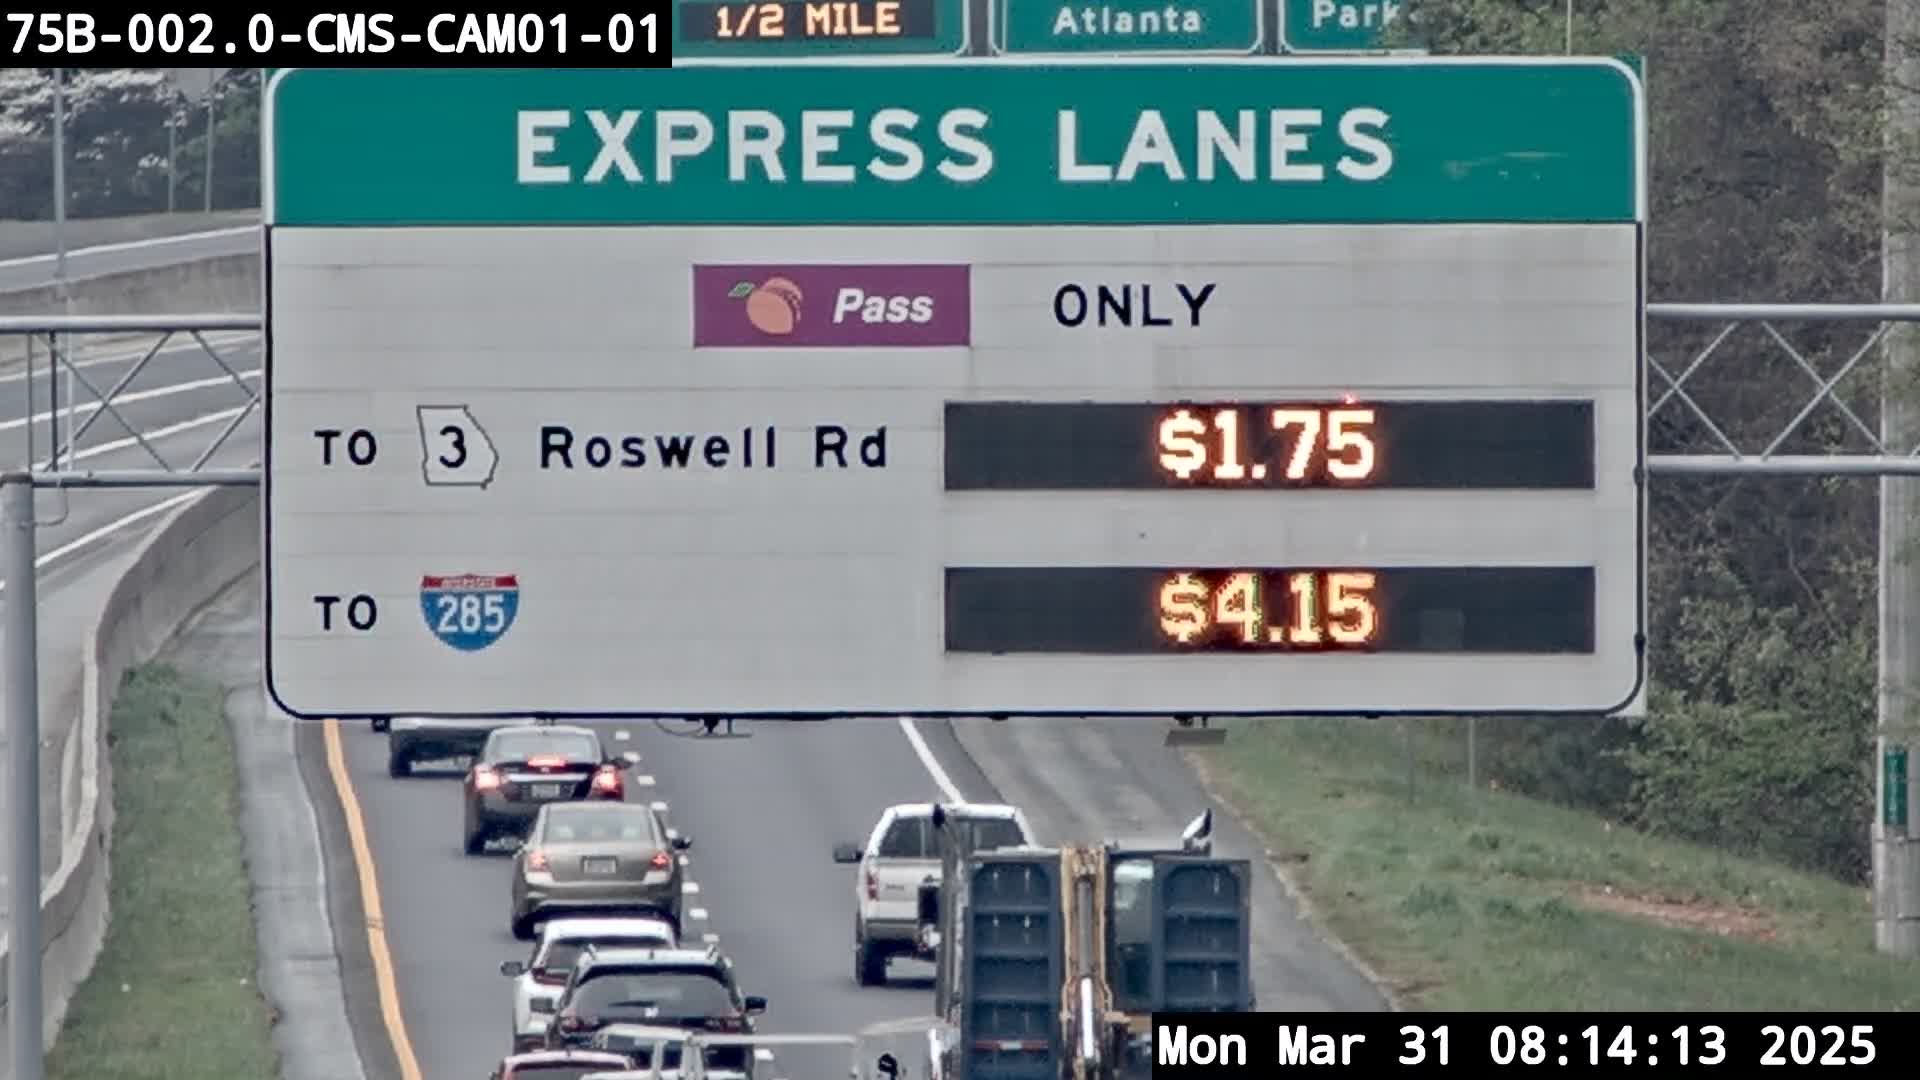 75B-002.0-CMS-CAM01-01
1/2 MILE
Atlanta
Park
EXPRESS LANES
Pass ONLY
TO 3 Roswell Rd $1.75
TO INTERSTATE 285 $4.15
Mon Mar 31 08:14:13 2025